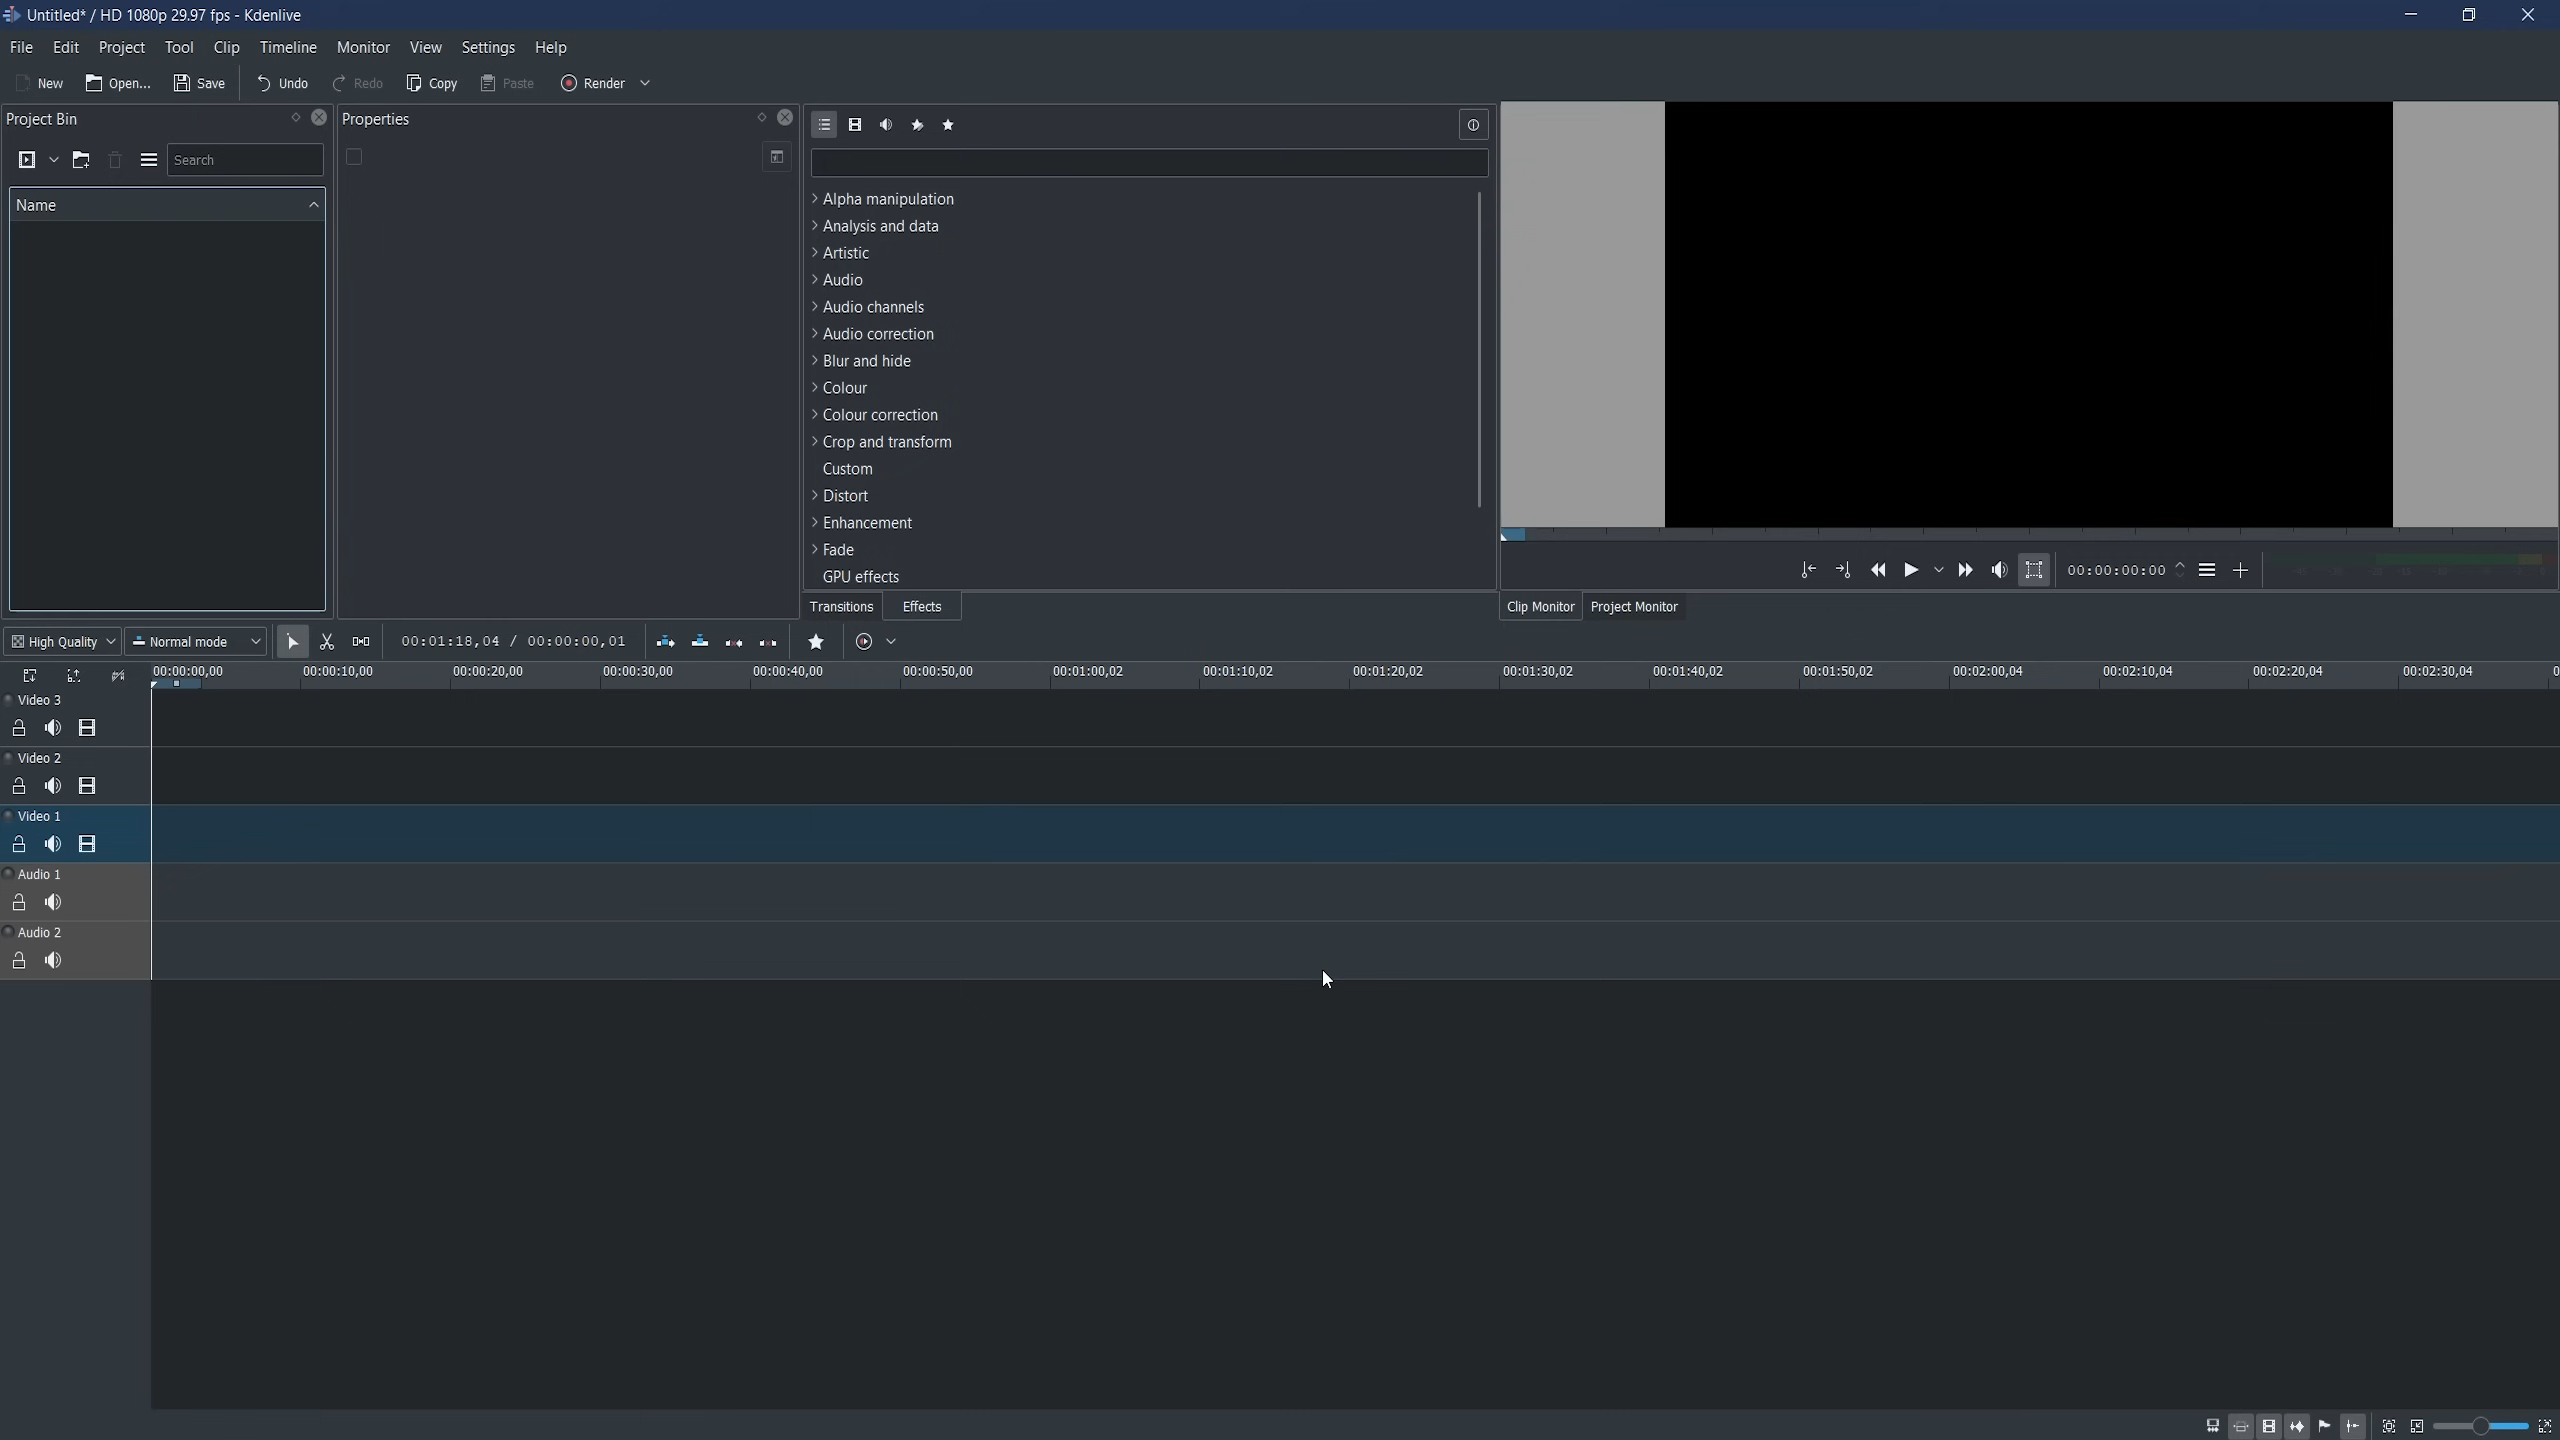 Untitled* / HD 1080p 29.97 fps - Kdenlive
File Edit Project Tool Clip Timeline Monitor View Settings Help
New Open... Save Undo Redo Copy Paste Render
Project Bin
Search
Name
Properties
Alpha manipulation
Analysis and data
Artistic
Audio
Audio channels
Audio correction
Blur and hide
Colour
Colour correction
Crop and transform
Custom
Distort
Enhancement
Fade
GPU effects
Transitions Effects
00:00:00:00
Clip Monitor Project Monitor
High Quality Normal mode 00:01:18,04 / 00:00:00,01
00:00:00,00 00:00:10,00 00:00:20,00 00:00:30,00 00:00:40,00 00:00:50,00 00:01:00,02 00:01:10,02 00:01:20,02 00:01:30,02 00:01:40,02 00:01:50,02 00:02:00,04 00:02:10,04 00:02:20,04 00:02:30,04
Video 3
Video 2
Video 1
Audio 1
Audio 2